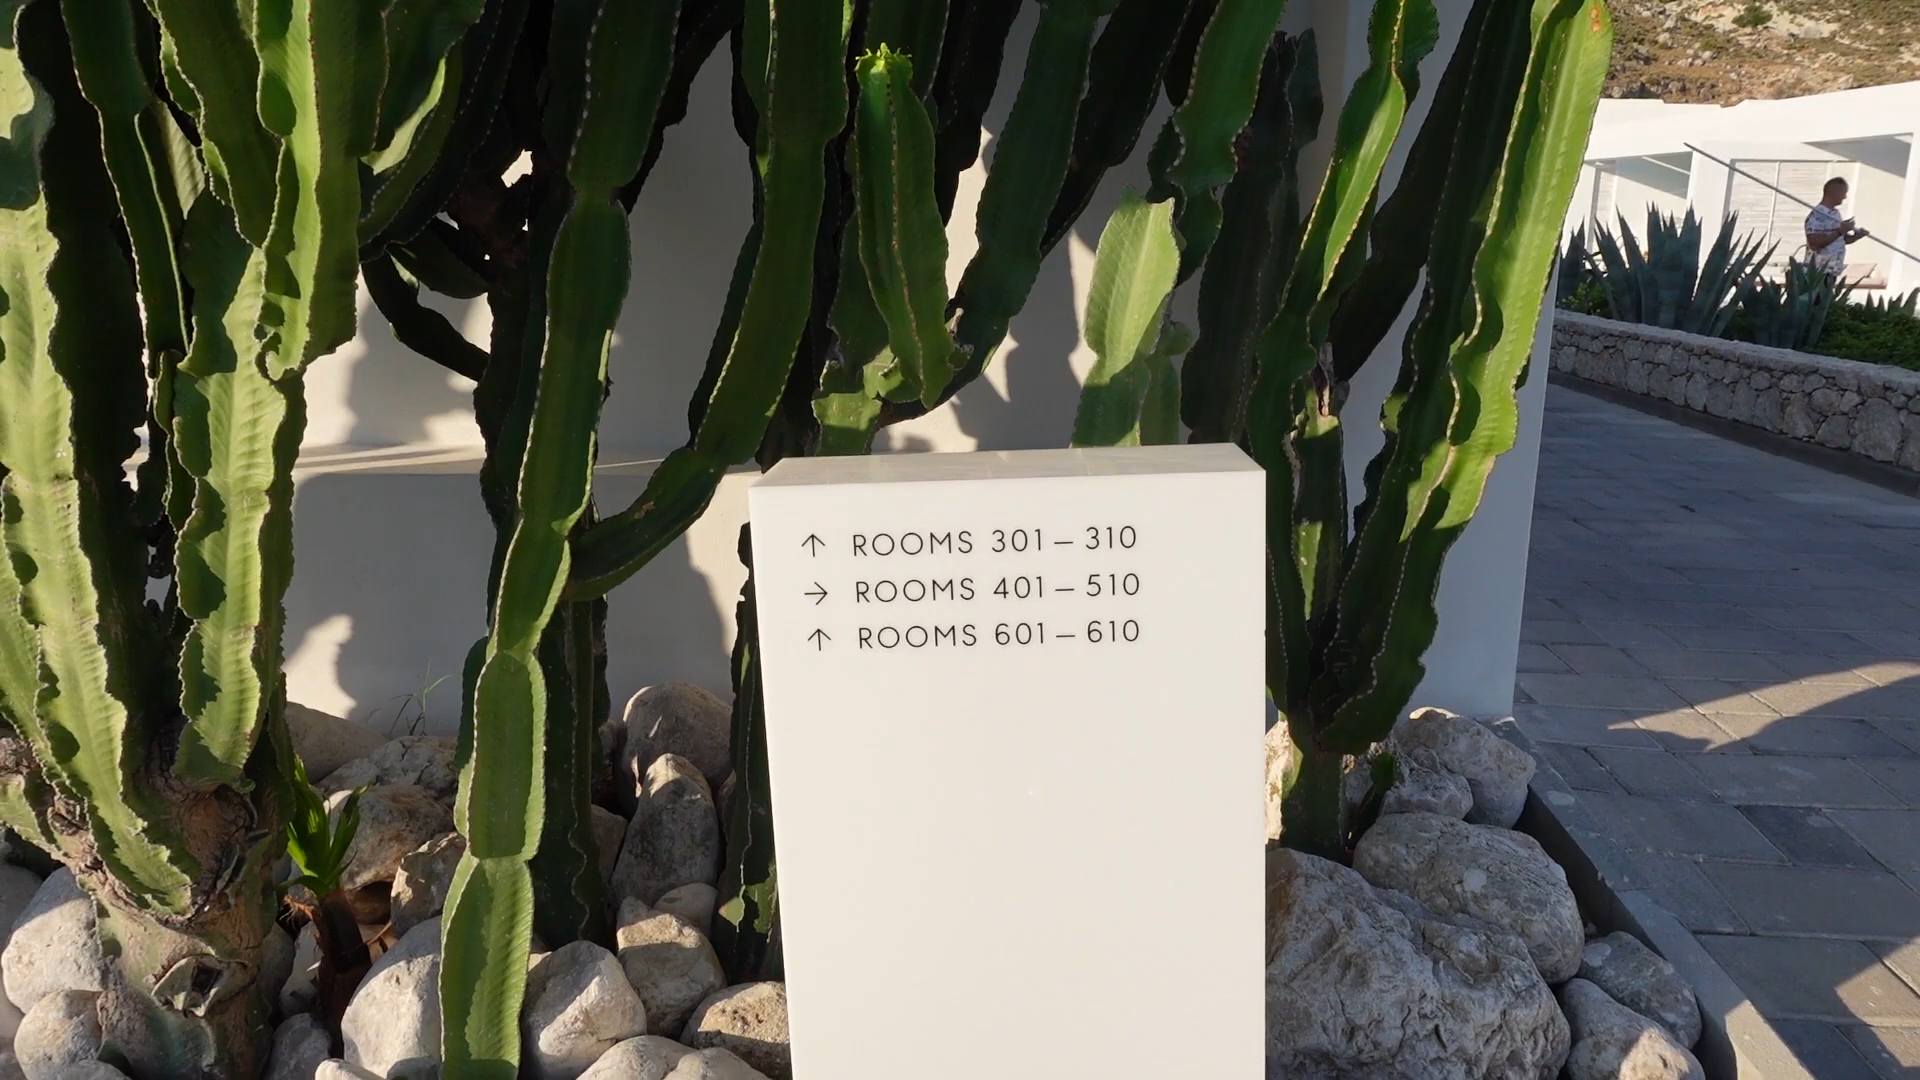 ↑ ROOMS 301 – 310
→ ROOMS 401 – 510
↑ ROOMS 601 – 610